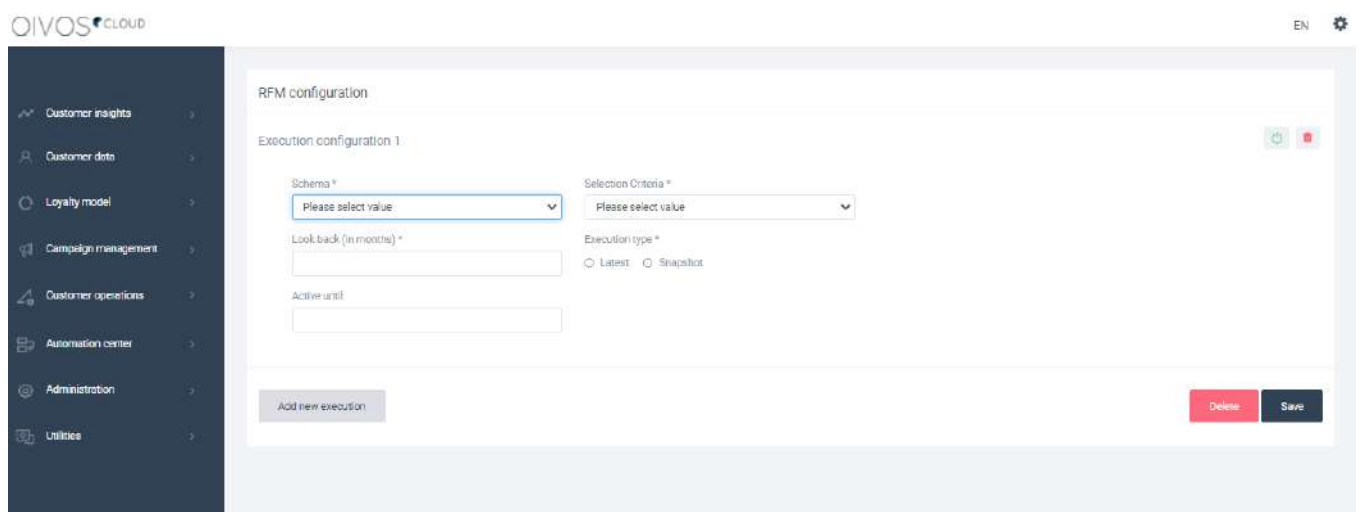 OIVOS CLOUD
EN
Customer insights
Customer data
Loyalty model
Campaign management
Customer operations
Automation center
Administration
Utilities
RFM configuration
Execution configuration 1
Schema *
Selection Criteria *
Please select value
Please select value
Look back (in months) *
Execution type *
Latest
Snapshot
Active until
Add new execution
Delete
Save